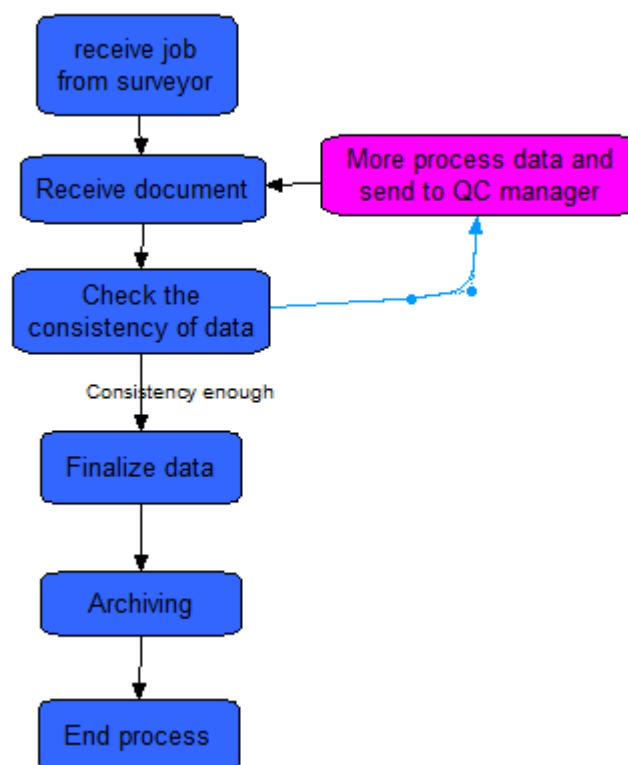 receive job
from surveyor
Receive document
More process data and
send to QC manager
Check the
consistency of data
Consistency enough
Finalize data
Archiving
End process